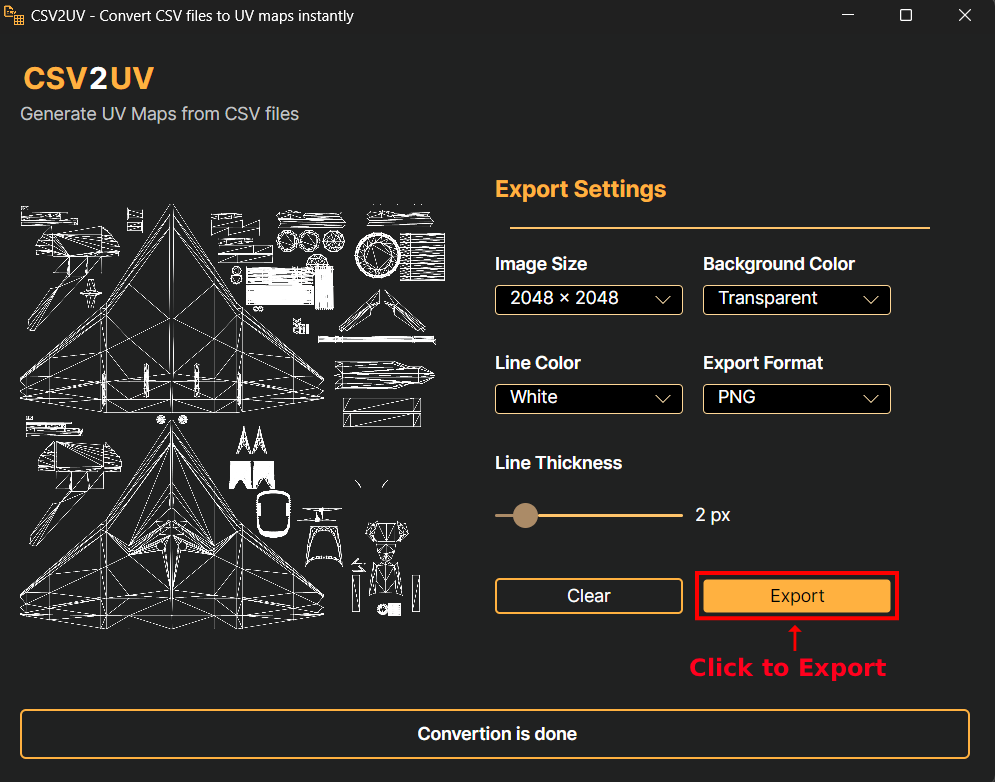 CSV2UV - Convert CSV files to UV maps instantly
CSV2UV
Generate UV Maps from CSV files
Export Settings
Image Size
Background Color
2048 × 2048
Transparent
Line Color
Export Format
White
PNG
Line Thickness
2 px
Clear
Export
Click to Export
Convertion is done